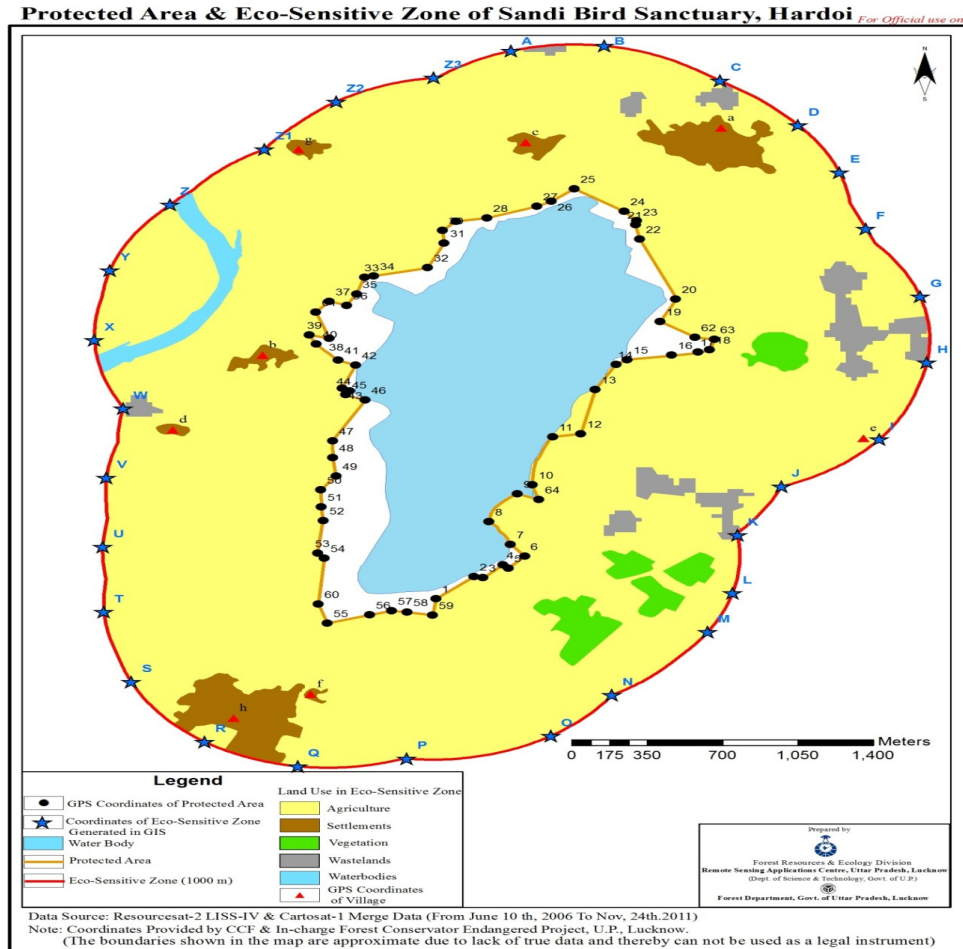 Protected Area & Eco-Sensitive Zone of Sandi Bird Sanctuary, Hardoi For Official use on
A
B
C
D
E
F
G
H
I
J
K
L
M
N
O
P
Q
R
S
T
U
V
W
X
Y
Z
Z1
Z2
Z3
N
S
a
b
c
d
e
f
g
h
25
27
26
28
24
23
21
22
31
32
33
34
35
37
20
19
62
63
18
16
15
14
13
39
40
38
41
42
44
45
43
46
47
48
49
50
51
52
53
54
60
55
56
57
58
59
1
2
3
4
5
6
7
8
9
10
64
11
12
0 175 350 700 1,050 1,400 Meters
Legend
GPS Coordinates of Protected Area
Coordinates of Eco-Sensitive Zone
Generated in GIS
Water Body
Protected Area
Eco-Sensitive Zone (1000 m)
Land Use in Eco-Sensitive Zone
Agriculture
Settlements
Vegetation
Wastelands
Waterbodies
GPS Coordinates
of Village
Prepared by
Forest Resources & Ecology Division
Remote Sensing Applications Centre, Uttar Pradesh, Lucknow
(Dept. of Science & Technology, Govt. of U.P.)
Forest Department, Govt. of Uttar Pradesh, Lucknow
Data Source: Resourcesat-2 LISS-IV & Cartosat-1 Merge Data (From June 10 th, 2006 To Nov, 24th.2011)
Note: Coordinates Provided by CCF & In-charge Forest Conservator Endangered Project, U.P., Lucknow.
(The boundaries shown in the map are approximate due to lack of true data and thereby can not be used as a legal instrument)